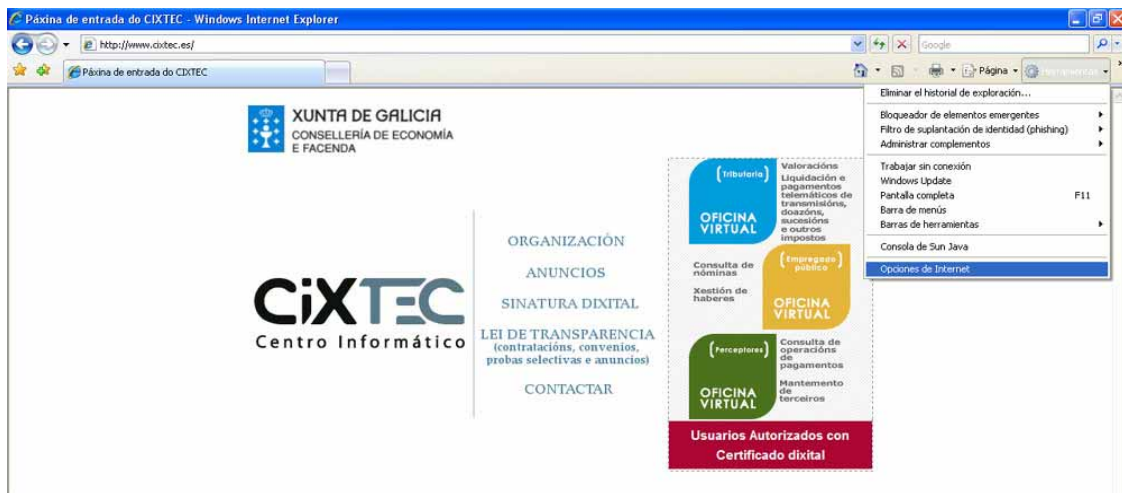 Páxina de entrada do CIXTEC - Windows Internet Explorer
http://www.cixtec.es/
Google
Páxina de entrada do CIXTEC
Página
Herramientas
Eliminar el historial de exploración...
Bloqueador de elementos emergentes
Filtro de suplantación de identidad (phishing)
Administrar complementos
Trabajar sin conexión
Windows Update
Pantalla completa F11
Barra de menús
Barras de herramientas
Consola de Sun Java
Opciones de Internet
XUNTA DE GALICIA
CONSELLERÍA DE ECONOMÍA
E FACENDA
CiXTEC
Centro Informático
ORGANIZACIÓN
ANUNCIOS
SINATURA DIXITAL
LEI DE TRANSPARENCIA
(contratacións, convenios,
probas selectivas e anuncios)
CONTACTAR
(Tributaria)
OFICINA
VIRTUAL
Valoracións
Liquidación e
pagamentos
telemáticos de
transmisións,
doazóns,
sucesións
e outros
impostos
Consulta de
nóminas
Xestión de
haberes
(Empregado
público)
OFICINA
VIRTUAL
(Perceptores)
OFICINA
VIRTUAL
Consulta de
operacións
de
pagamentos
Mantemento
de
terceiros
Usuarios Autorizados con
Certificado dixital